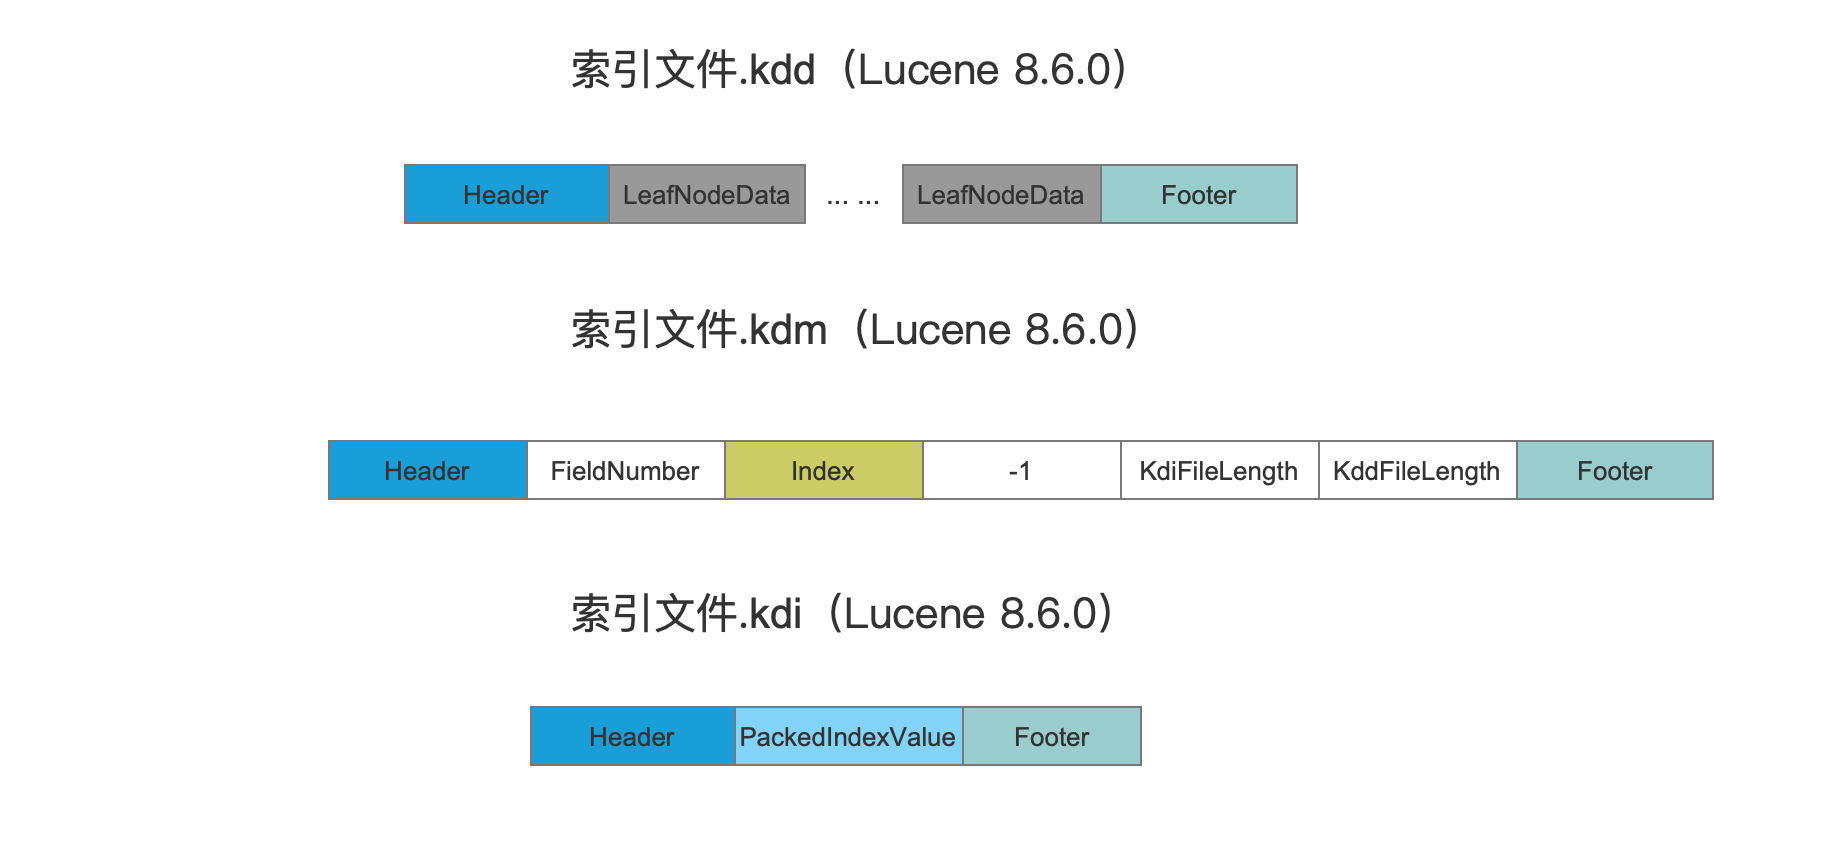 索引文件.kdd（Lucene 8.6.0）
Header LeafNodeData ... ... LeafNodeData Footer
索引文件.kdm（Lucene 8.6.0）
Header FieldNumber Index -1 KdiFileLength KddFileLength Footer
索引文件.kdi（Lucene 8.6.0）
Header PackedIndexValue Footer